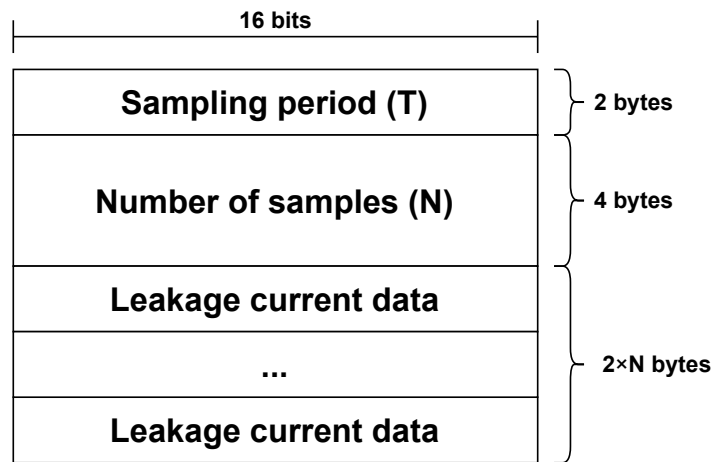 16 bits
Sampling period (T)
2 bytes
Number of samples (N)
4 bytes
Leakage current data
...
2×N bytes
Leakage current data